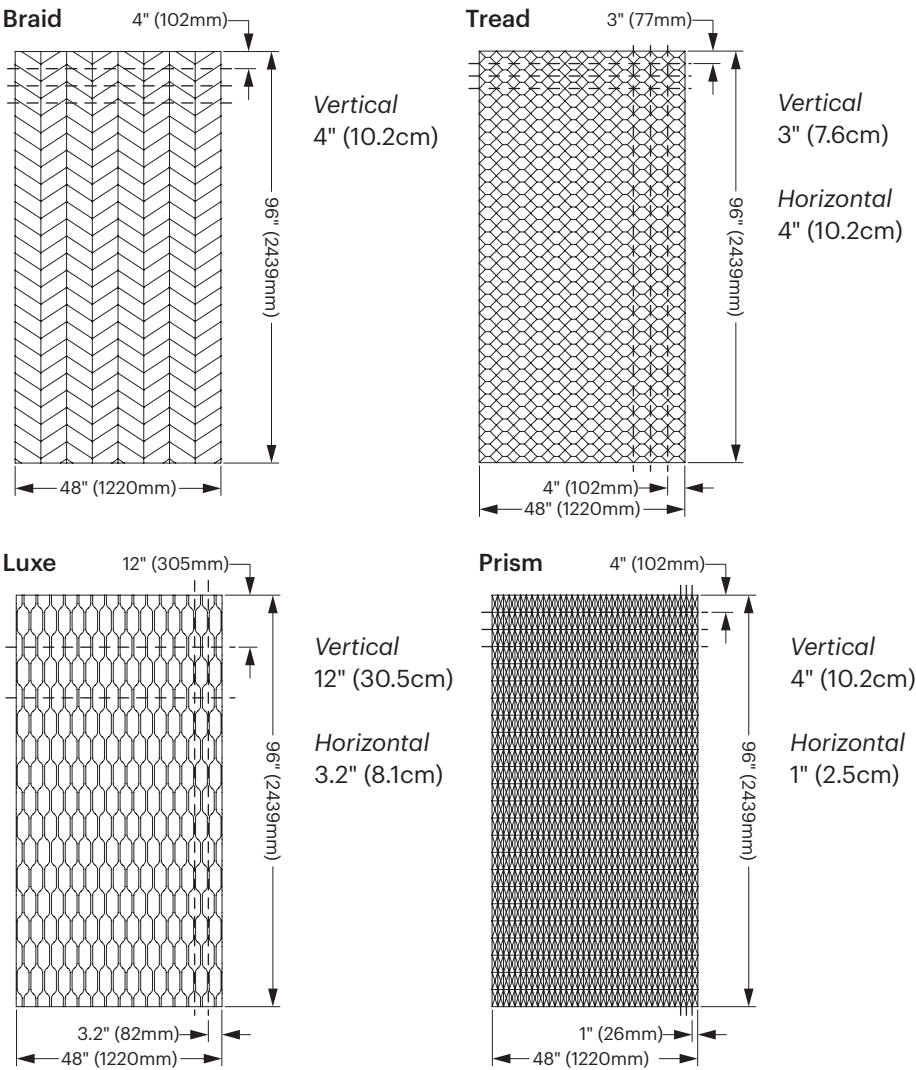 Braid
4" (102mm)
Vertical
4" (10.2cm)
96" (2439mm)
48" (1220mm)
Tread
3" (77mm)
Vertical
3" (7.6cm)
Horizontal
4" (10.2cm)
96" (2439mm)
4" (102mm)
48" (1220mm)
Luxe
12" (305mm)
Vertical
12" (30.5cm)
Horizontal
3.2" (8.1cm)
96" (2439mm)
3.2" (82mm)
48" (1220mm)
Prism
4" (102mm)
Vertical
4" (10.2cm)
Horizontal
1" (2.5cm)
96" (2439mm)
1" (26mm)
48" (1220mm)